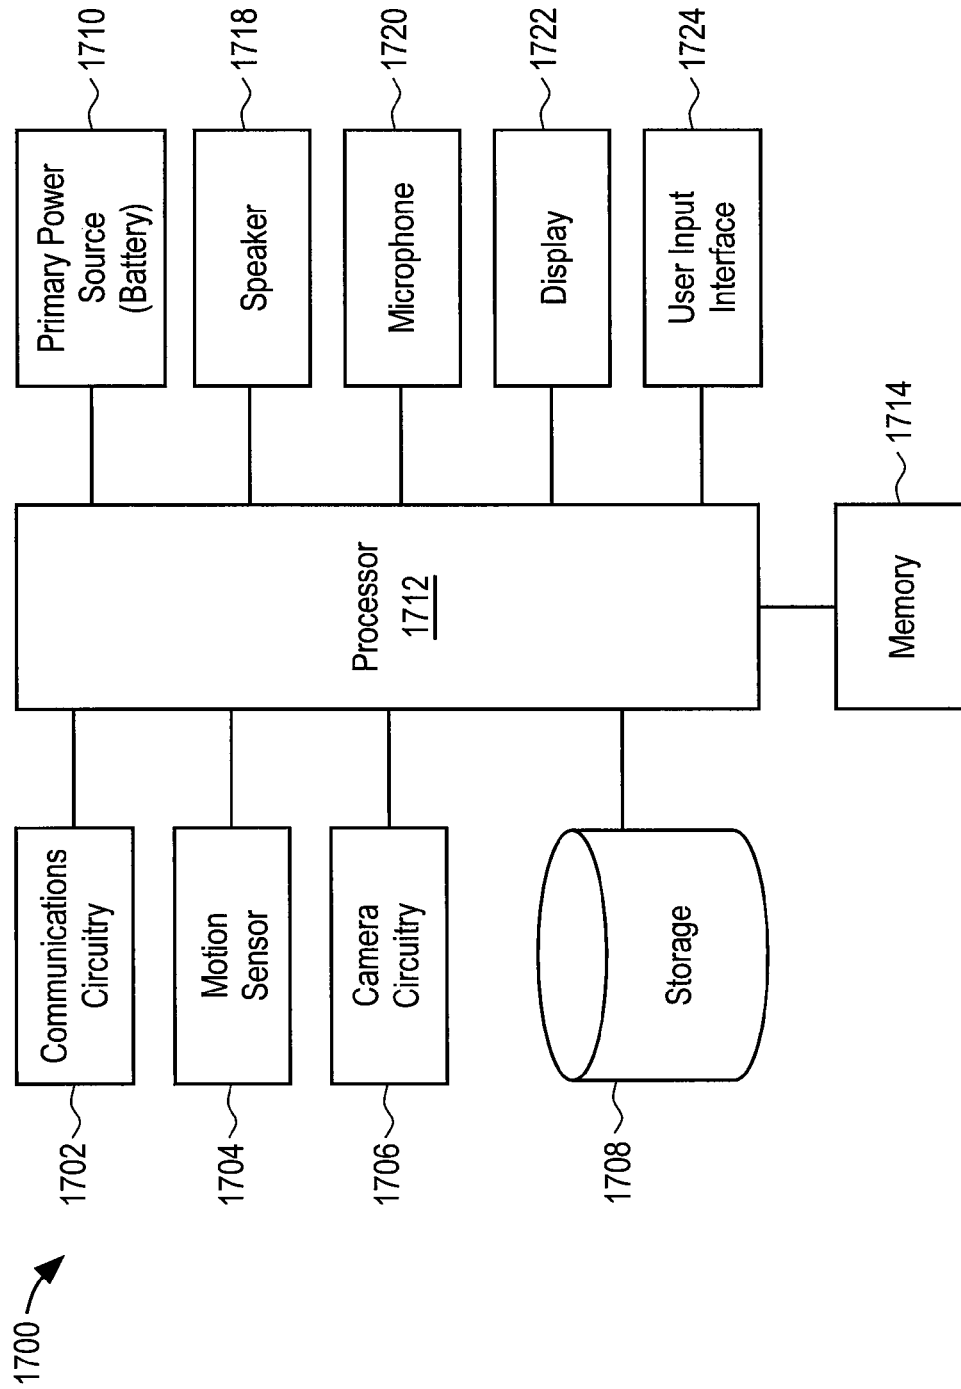 1700
1702
Communications
Circuitry
1704
Motion
Sensor
1706
Camera
Circuitry
1708
Storage
Processor
1712
1710
Primary Power
Source
(Battery)
1718
Speaker
1720
Microphone
1722
Display
1724
User Input
Interface
1714
Memory